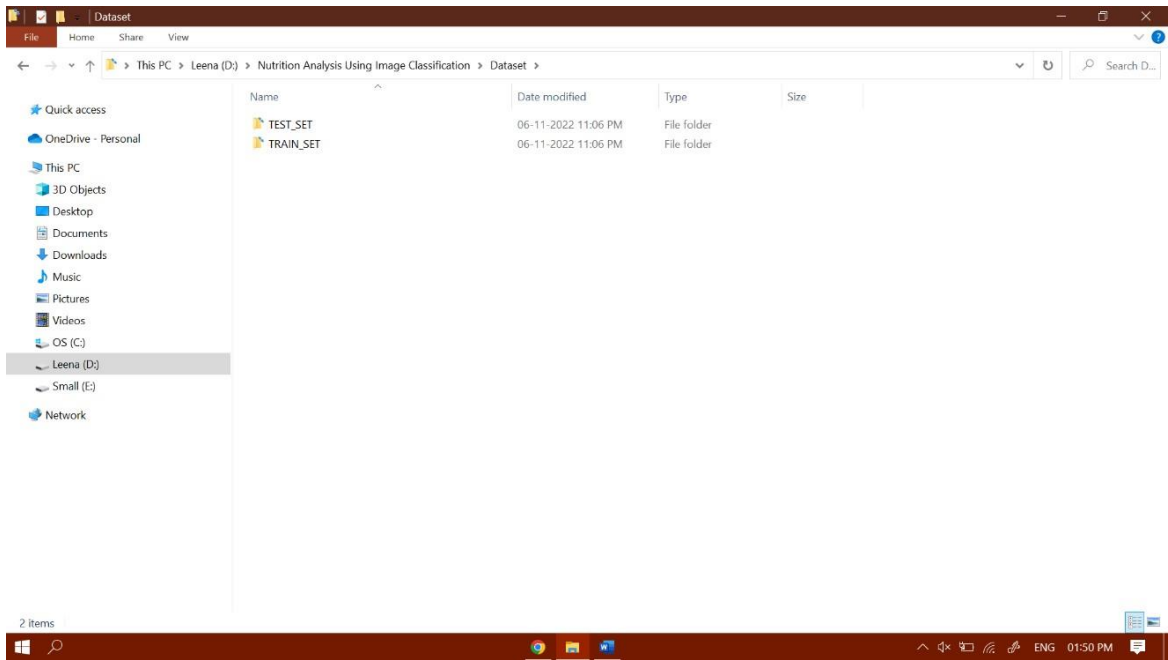 Dataset
File Home Share View
This PC > Leena (D:) > Nutrition Analysis Using Image Classification > Dataset >
Search D...
Name Date modified Type Size
Quick access
TEST_SET 06-11-2022 11:06 PM File folder
OneDrive - Personal
TRAIN_SET 06-11-2022 11:06 PM File folder
This PC
3D Objects
Desktop
Documents
Downloads
Music
Pictures
Videos
OS (C:)
Leena (D:)
Small (E:)
Network
2 items
ENG 01:50 PM